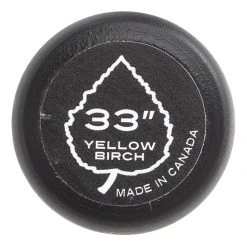 33"
YELLOW
BIRCH
MADE IN CANADA